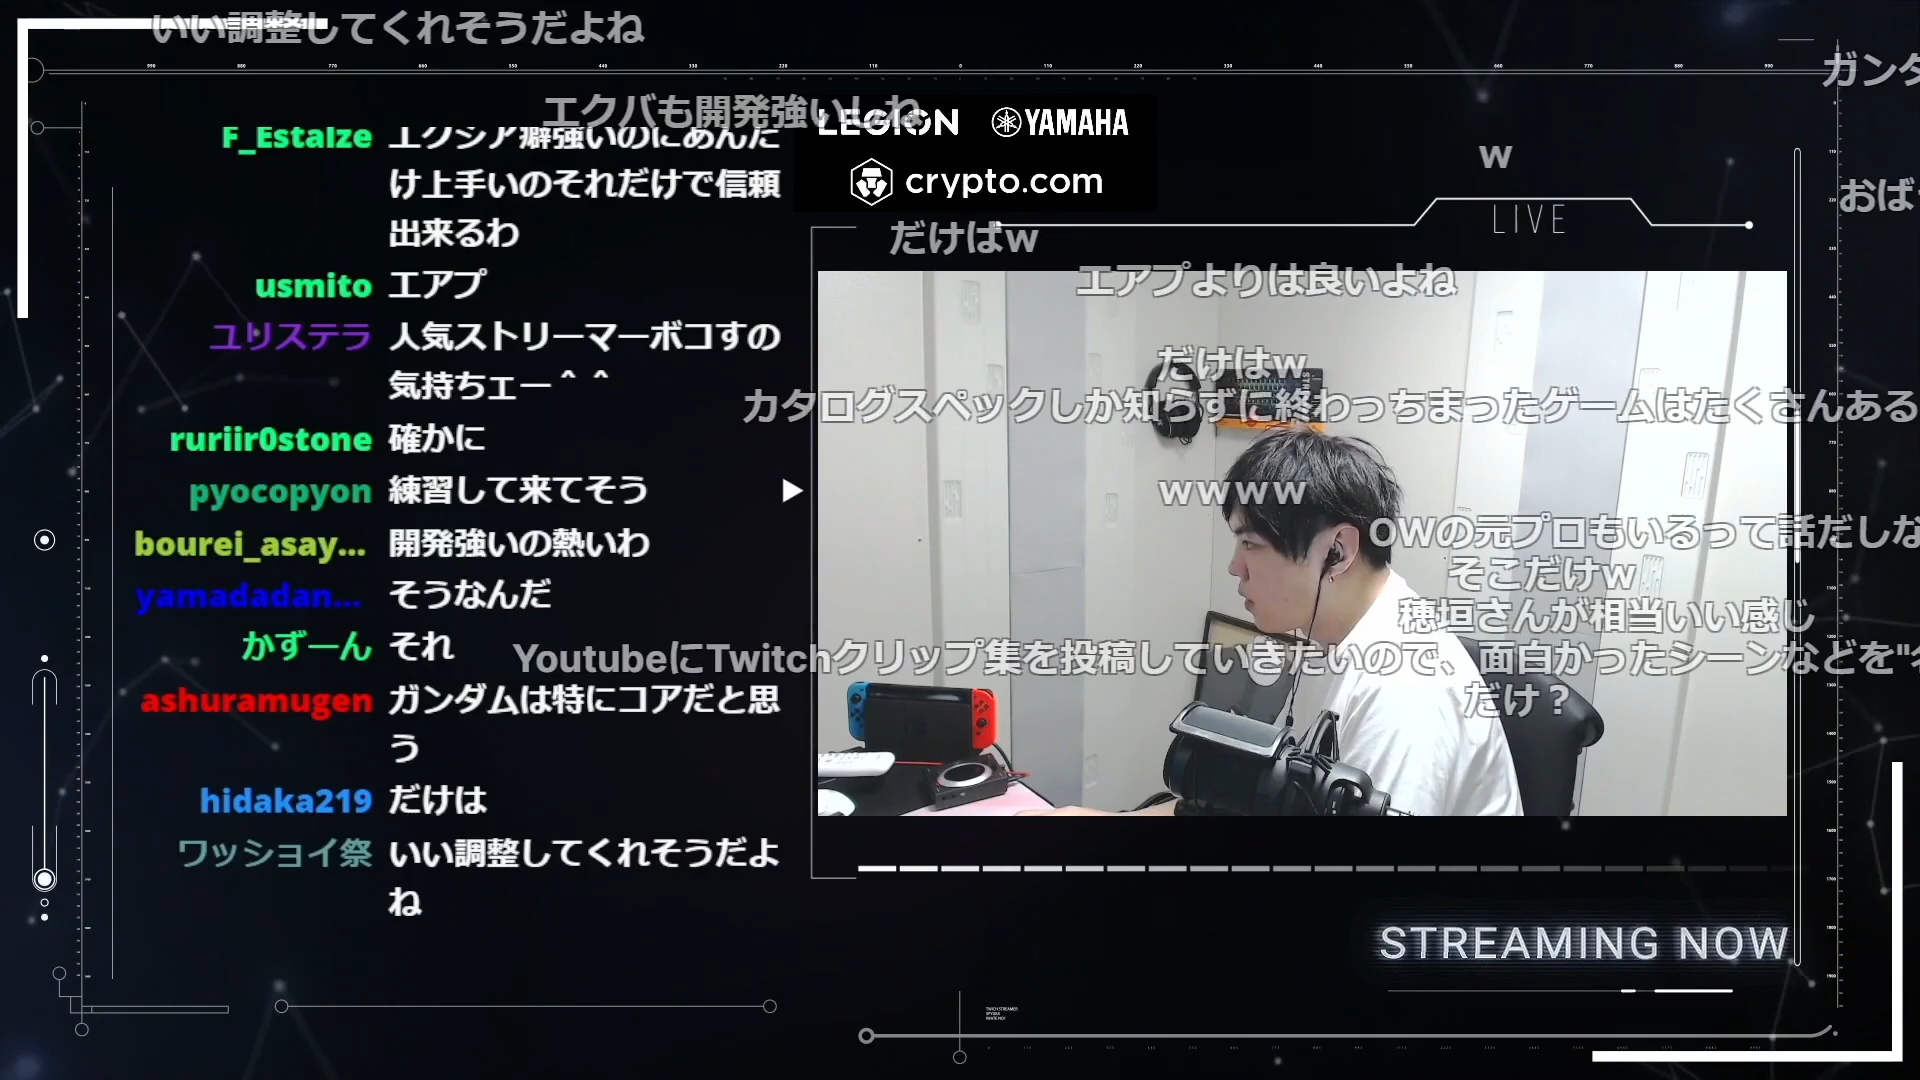 いい調整してくれそうだよね
エクバも開発強いしね
LEGION YAMAHA
crypto.com
ガンダ
w
おば
LIVE
だけはw
エアプよりは良いよね
だけはw
カタログスペックしか知らずに終わっちまったゲームはたくさんある
wwww
OWの元プロもいるって話だしな
そこだけw
穂垣さんが相当いい感じ
YoutubeにTwitchクリップ集を投稿していきたいので、面白かったシーンなどを"ク
だけ？
F_Estalze エクシア癖強いのにあんだ
け上手いのそれだけで信頼
出来るわ
usmito エアプ
ユリステラ 人気ストリーマーボコすの
気持ちェー＾＾
ruriir0stone 確かに
pyocopyon 練習して来てそう
bourei_asay... 開発強いの熱いわ
yamadadan... そうなんだ
かずーん それ
ashuramugen ガンダムは特にコアだと思
う
hidaka219 だけは
ワッショイ祭 いい調整してくれそうだよ
ね
STREAMING NOW
TWITCH STREAMER